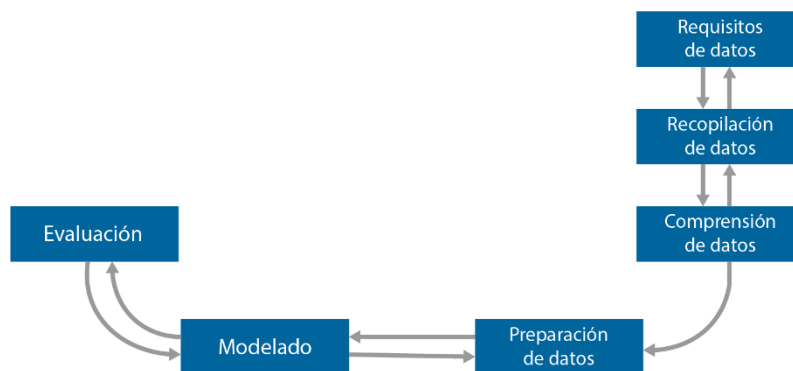 Requisitos
de datos
Recopilación
de datos
Comprensión
de datos
Evaluación
Modelado
Preparación
de datos